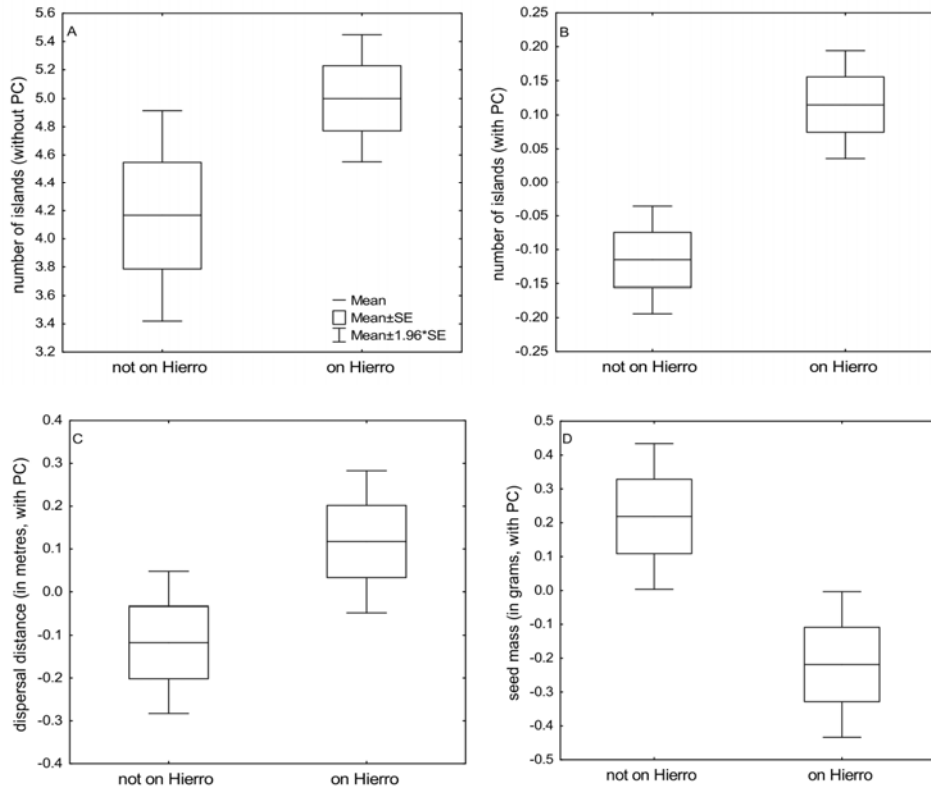 A
number of islands (without PC)
5.6
5.4
5.2
5.0
4.8
4.6
4.4
4.2
4.0
3.8
3.6
3.4
3.2
Mean
Mean±SE
Mean±1.96*SE
not on Hierro
on Hierro
B
number of islands (with PC)
0.20
0.15
0.10
0.05
0.00
-0.05
-0.10
-0.15
-0.20
-0.25
not on Hierro
on Hierro
C
dispersal distance (in metres, with PC)
0.4
0.3
0.2
0.1
0.0
-0.1
-0.2
-0.3
-0.4
not on Hierro
on Hierro
D
seed mass (in grams, with PC)
0.5
0.4
0.3
0.2
0.1
0.0
-0.1
-0.2
-0.3
-0.4
-0.5
not on Hierro
on Hierro